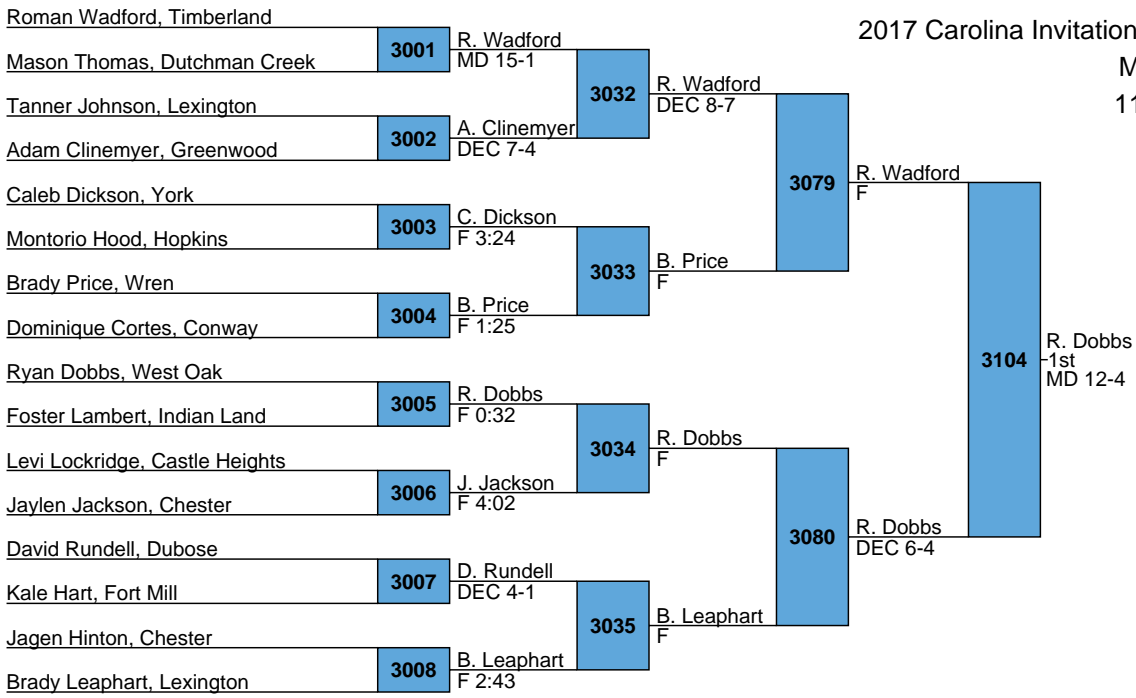 Roman Wadford, Timberland
2017 Carolina Invitation
3001
R. Wadford
MD 15-1
Mason Thomas, Dutchman Creek
M
3032
R. Wadford
DEC 8-7
Tanner Johnson, Lexington
11
3002
A. Clinemyer
DEC 7-4
Adam Clinemyer, Greenwood
3079
R. Wadford
F
Caleb Dickson, York
3003
C. Dickson
F 3:24
Montorio Hood, Hopkins
3033
B. Price
F
Brady Price, Wren
3004
B. Price
F 1:25
Dominique Cortes, Conway
3104
R. Dobbs
1st
MD 12-4
Ryan Dobbs, West Oak
3005
R. Dobbs
F 0:32
Foster Lambert, Indian Land
3034
R. Dobbs
F
Levi Lockridge, Castle Heights
3006
J. Jackson
F 4:02
Jaylen Jackson, Chester
3080
R. Dobbs
DEC 6-4
David Rundell, Dubose
3007
D. Rundell
DEC 4-1
Kale Hart, Fort Mill
3035
B. Leaphart
F
Jagen Hinton, Chester
3008
B. Leaphart
F 2:43
Brady Leaphart, Lexington